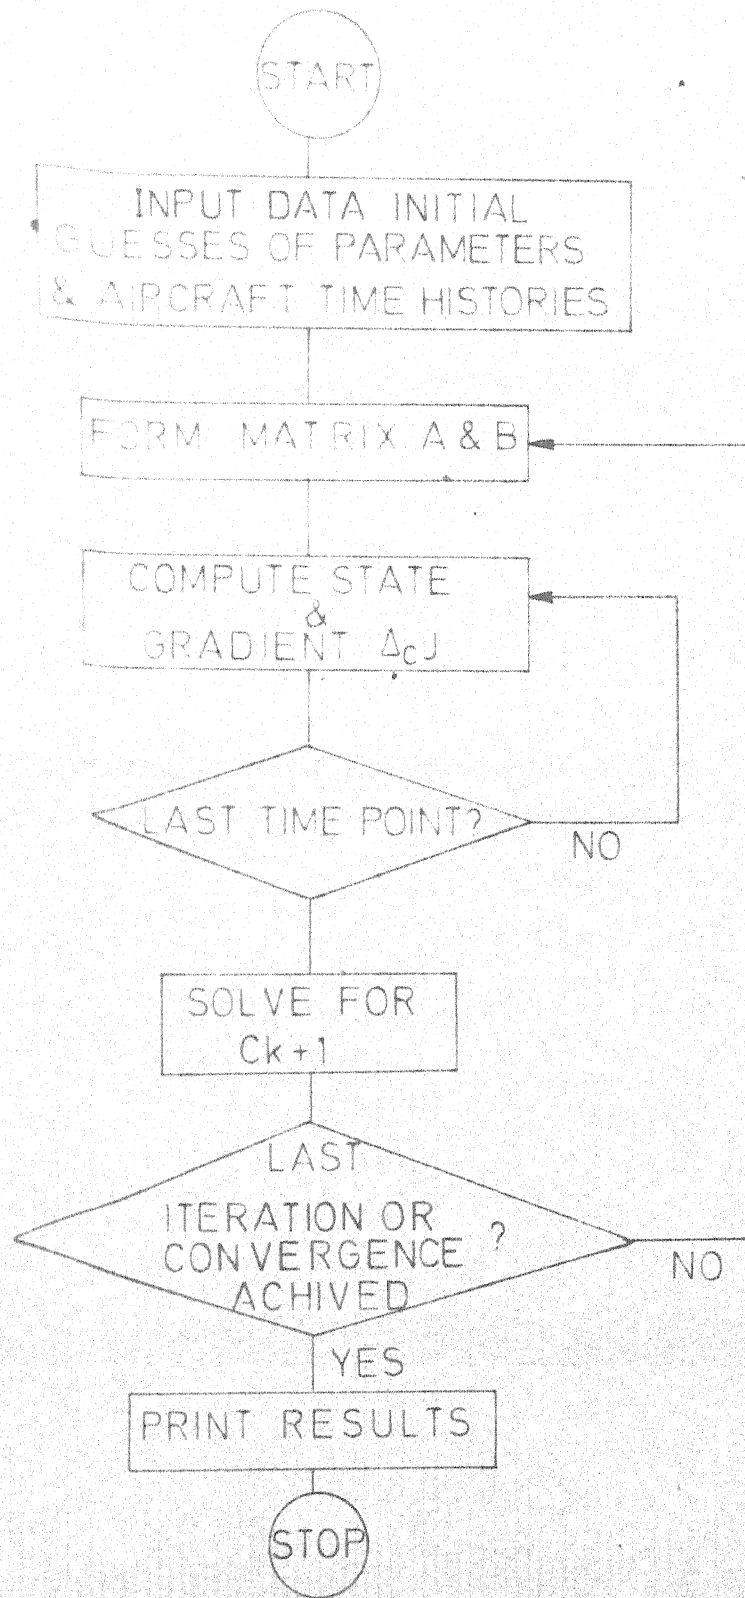 START
INPUT DATA INITIAL
GUESSES OF PARAMETERS
& AIRCRAFT TIME HISTORIES
FORM MATRIX A & B
COMPUTE STATE
&
GRADIENT ΔcJ
LAST TIME POINT?
NO
SOLVE FOR
Ck+1
LAST
ITERATION OR
CONVERGENCE ?
ACHIVED
NO
YES
PRINT RESULTS
STOP